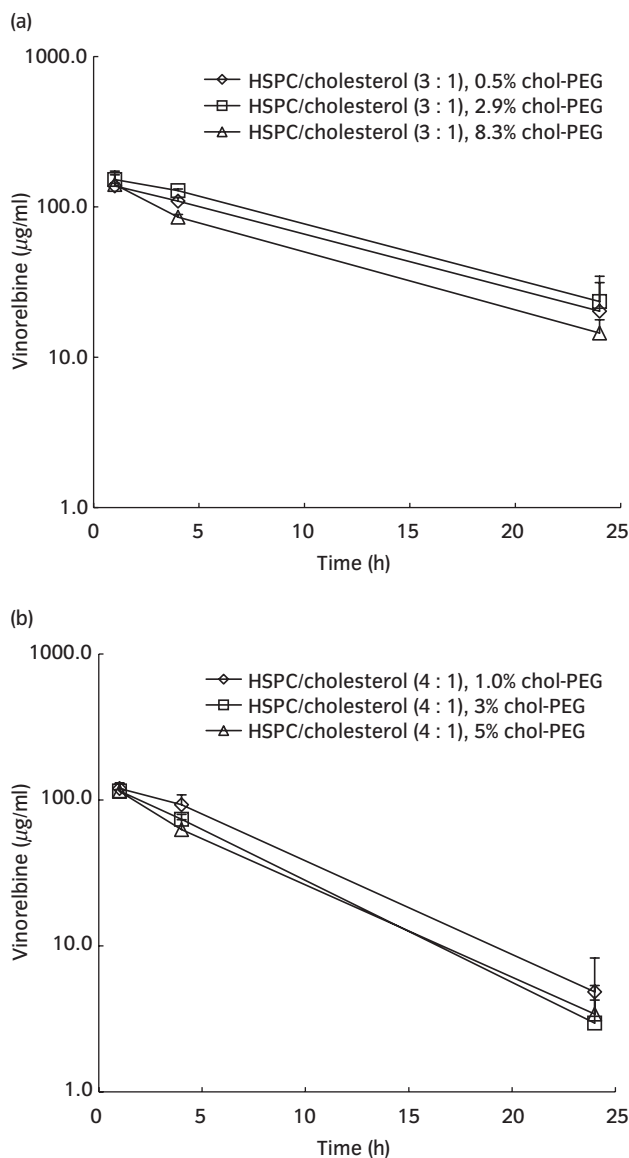 (a)
1000.0
100.0
10.0
1.0
Vinorelbine (µg/ml)
HSPC/cholesterol (3 : 1), 0.5% chol-PEG
HSPC/cholesterol (3 : 1), 2.9% chol-PEG
HSPC/cholesterol (3 : 1), 8.3% chol-PEG
0 5 10 15 20 25
Time (h)
(b)
1000.0
100.0
10.0
1.0
Vinorelbine (µg/ml)
HSPC/cholesterol (4 : 1), 1.0% chol-PEG
HSPC/cholesterol (4 : 1), 3% chol-PEG
HSPC/cholesterol (4 : 1), 5% chol-PEG
0 5 10 15 20 25
Time (h)